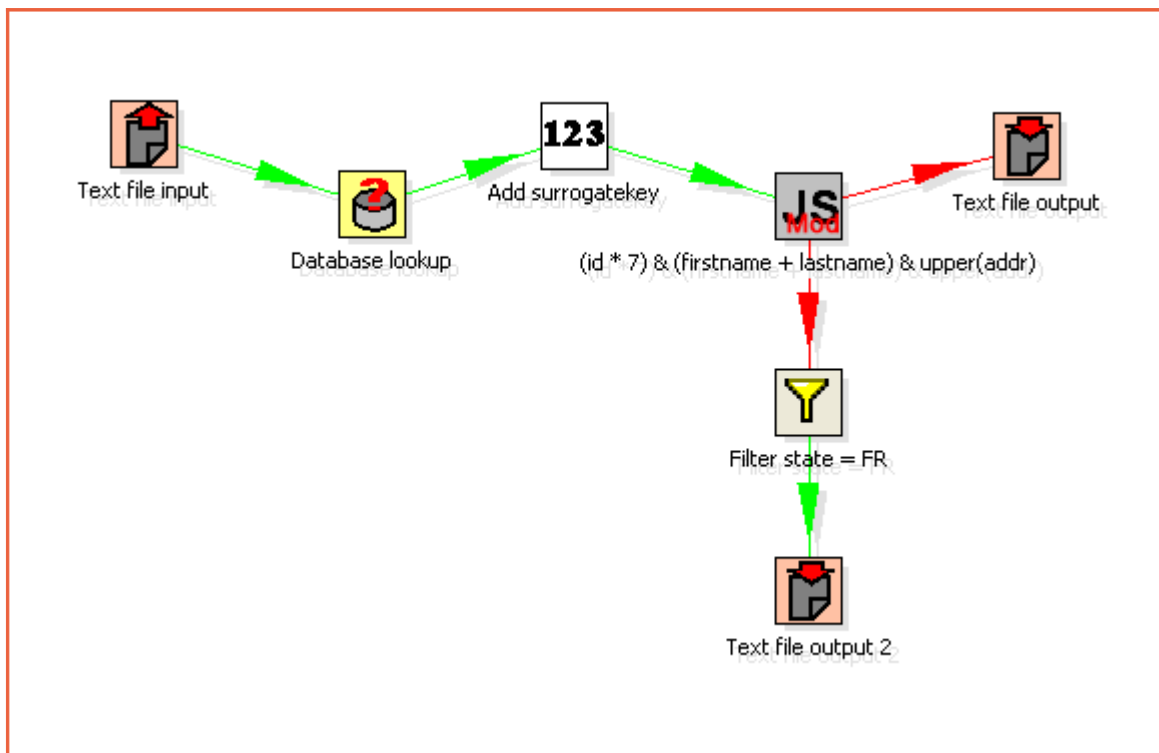 Text file input
Database lookup
123
Add surrogatekey
JS
Mod
(id * 7) & (firstname + lastname) & upper(addr)
Text file output
?
Filter state = FR
Text file output 2